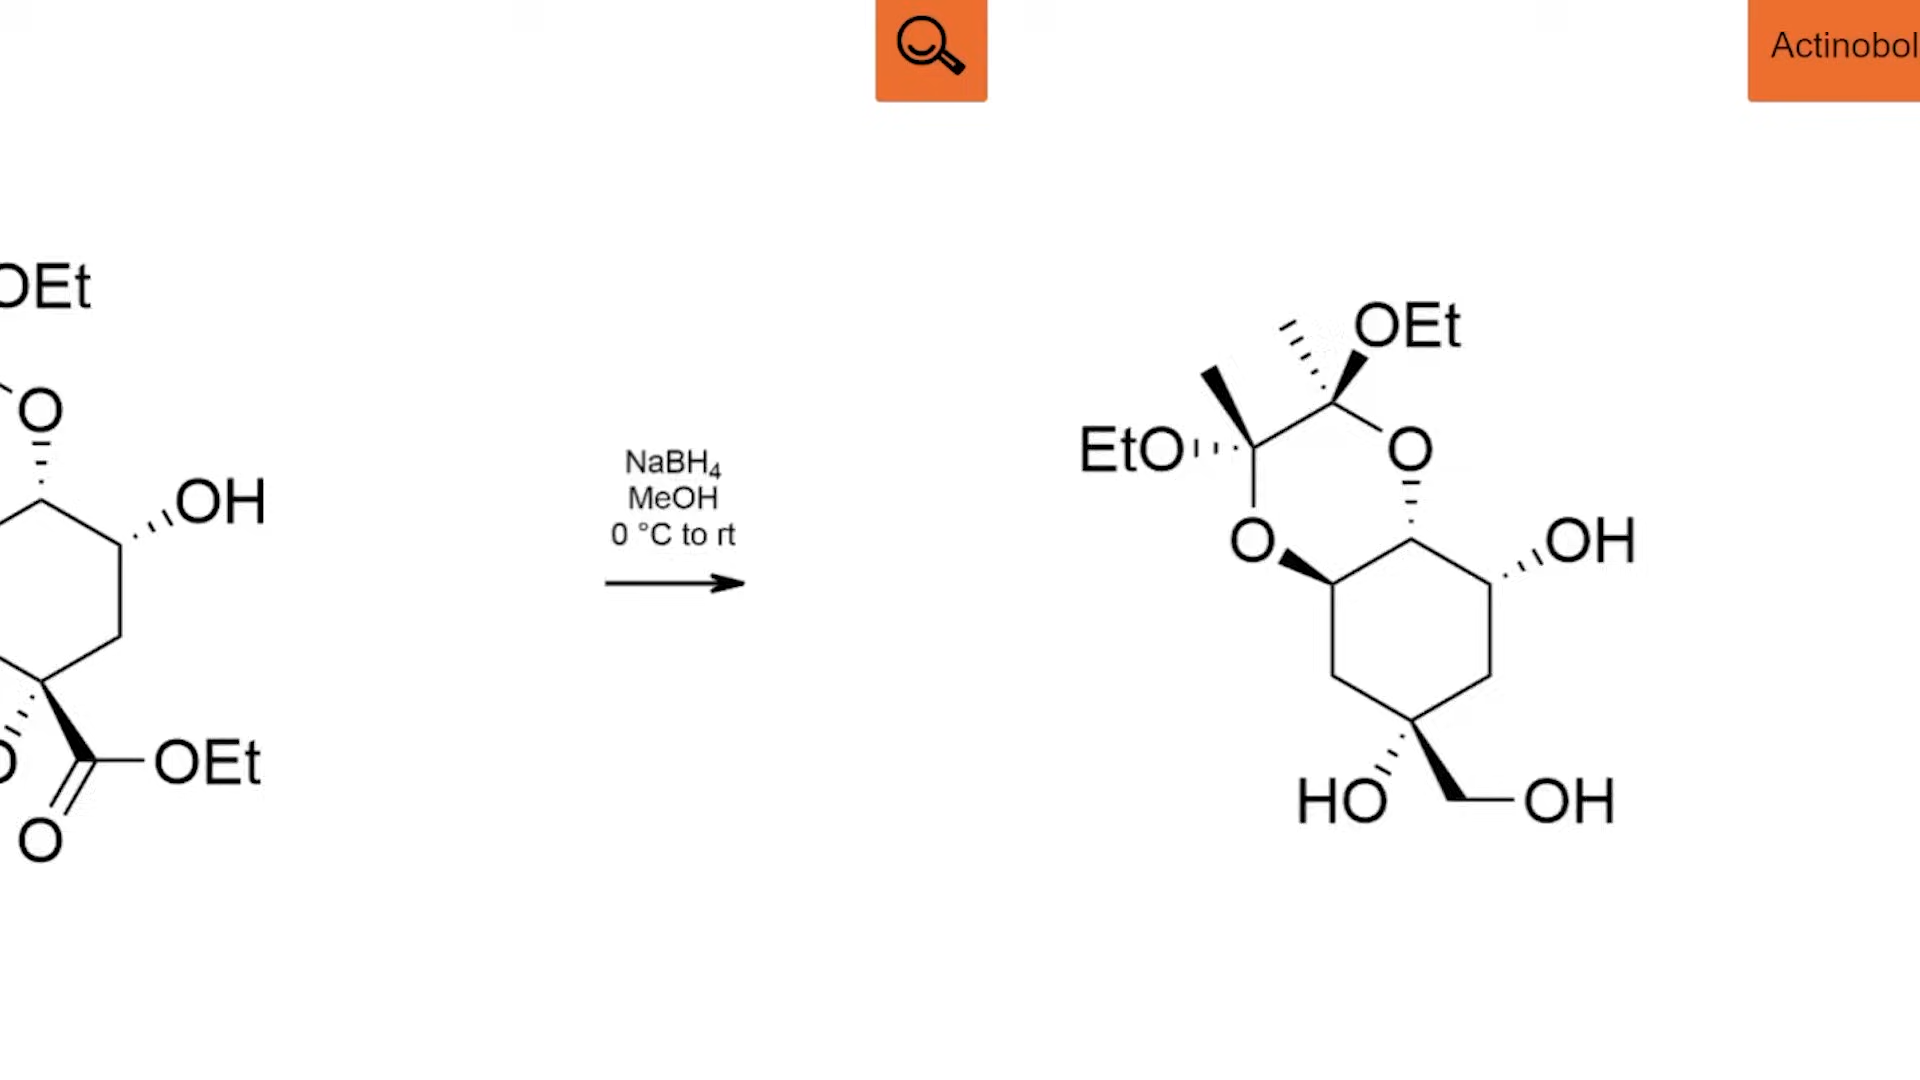 Actinobol
OEt
OEt
O
EtO
O
NaBH4
MeOH
0 °C to rt
OH
O
OH
OEt
O
HO
OH